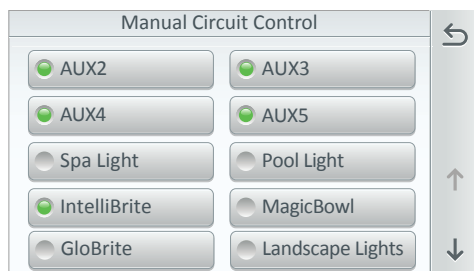 Manual Circuit Control
AUX2 AUX3
AUX4 AUX5
Spa Light Pool Light
IntelliBrite MagicBowl
GloBrite Landscape Lights